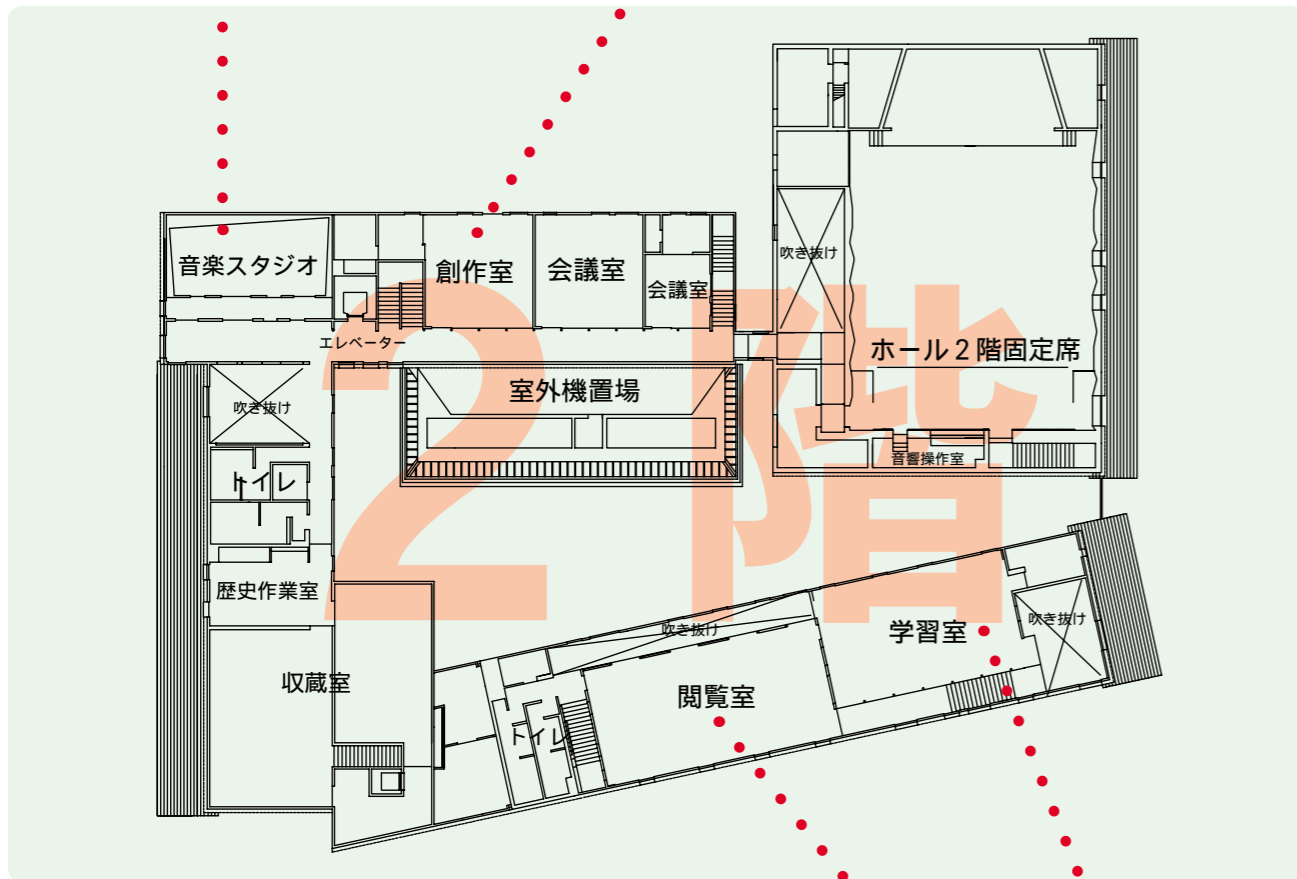 2階
音楽スタジオ
創作室
会議室
会議室
エレベーター
吹き抜け
ホール2階固定席
音響操作室
室外機置場
吹き抜け
トイレ
歴史作業室
収蔵室
吹き抜け
学習室
吹き抜け
閲覧室
トイレ